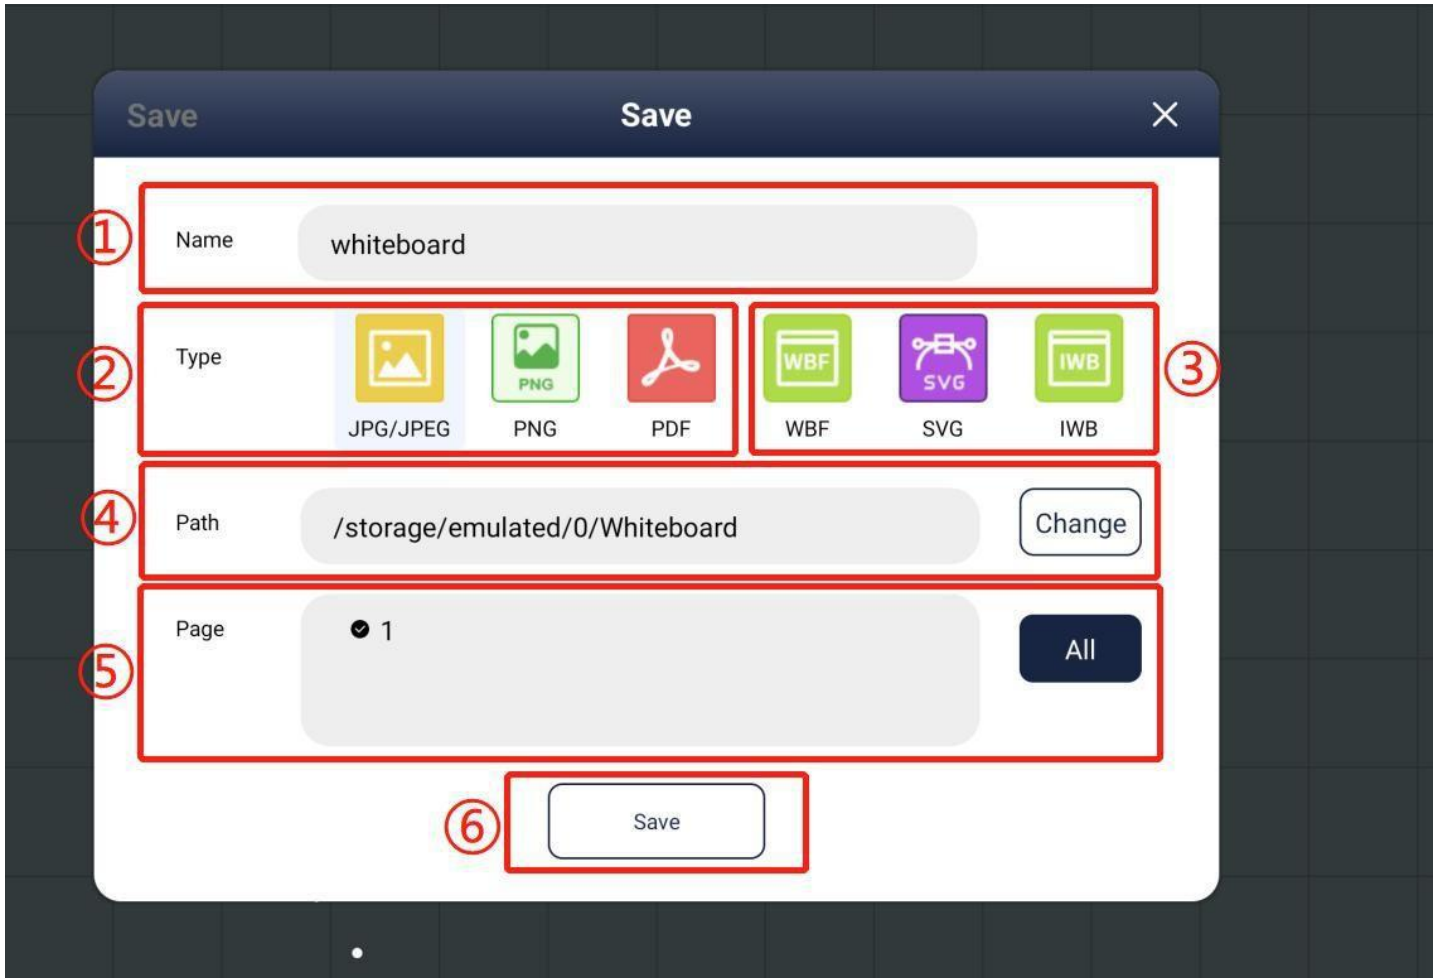 Save Save
① Name whiteboard
② Type
PNG WBF SVG IWB
JPG/JPEG PNG PDF WBF SVG IWB
③
④ Path /storage/emulated/0/Whiteboard Change
⑤ Page 1 All
⑥ Save